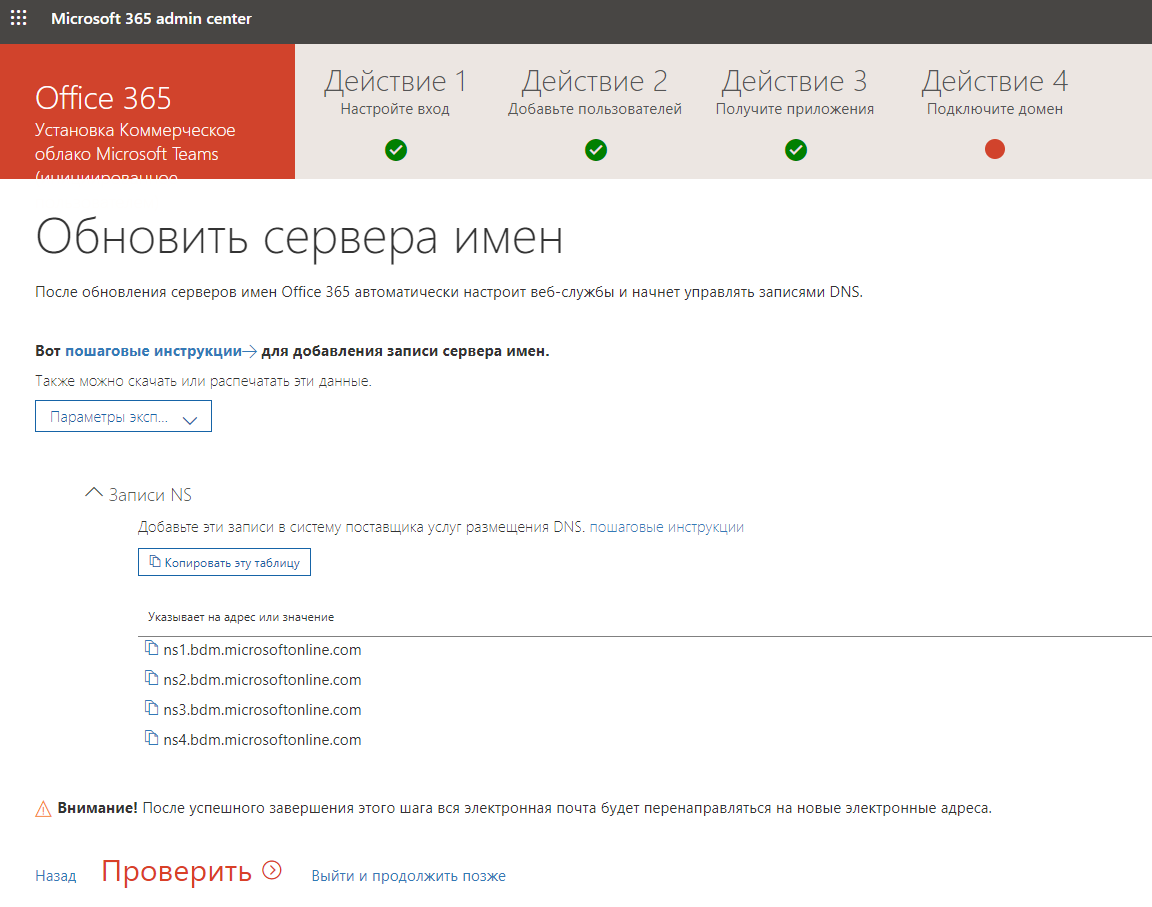 Microsoft 365 admin center
Office 365
Установка Коммерческое
облако Microsoft Teams
(инициированное
Действие 1
Настройте вход
Действие 2
Добавьте пользователей
Действие 3
Получите приложения
Действие 4
Подключите домен
Обновить сервера имен
После обновления серверов имен Office 365 автоматически настроит веб-службы и начнет управлять записями DNS.
Вот пошаговые инструкции→ для добавления записи сервера имен.
Также можно скачать или распечатать эти данные.
Параметры эксп...
Записи NS
Добавьте эти записи в систему поставщика услуг размещения DNS. пошаговые инструкции
Копировать эту таблицу
Указывает на адрес или значение
ns1.bdm.microsoftonline.com
ns2.bdm.microsoftonline.com
ns3.bdm.microsoftonline.com
ns4.bdm.microsoftonline.com
Внимание! После успешного завершения этого шага вся электронная почта будет перенаправляться на новые электронные адреса.
Назад Проверить Выйти и продолжить позже